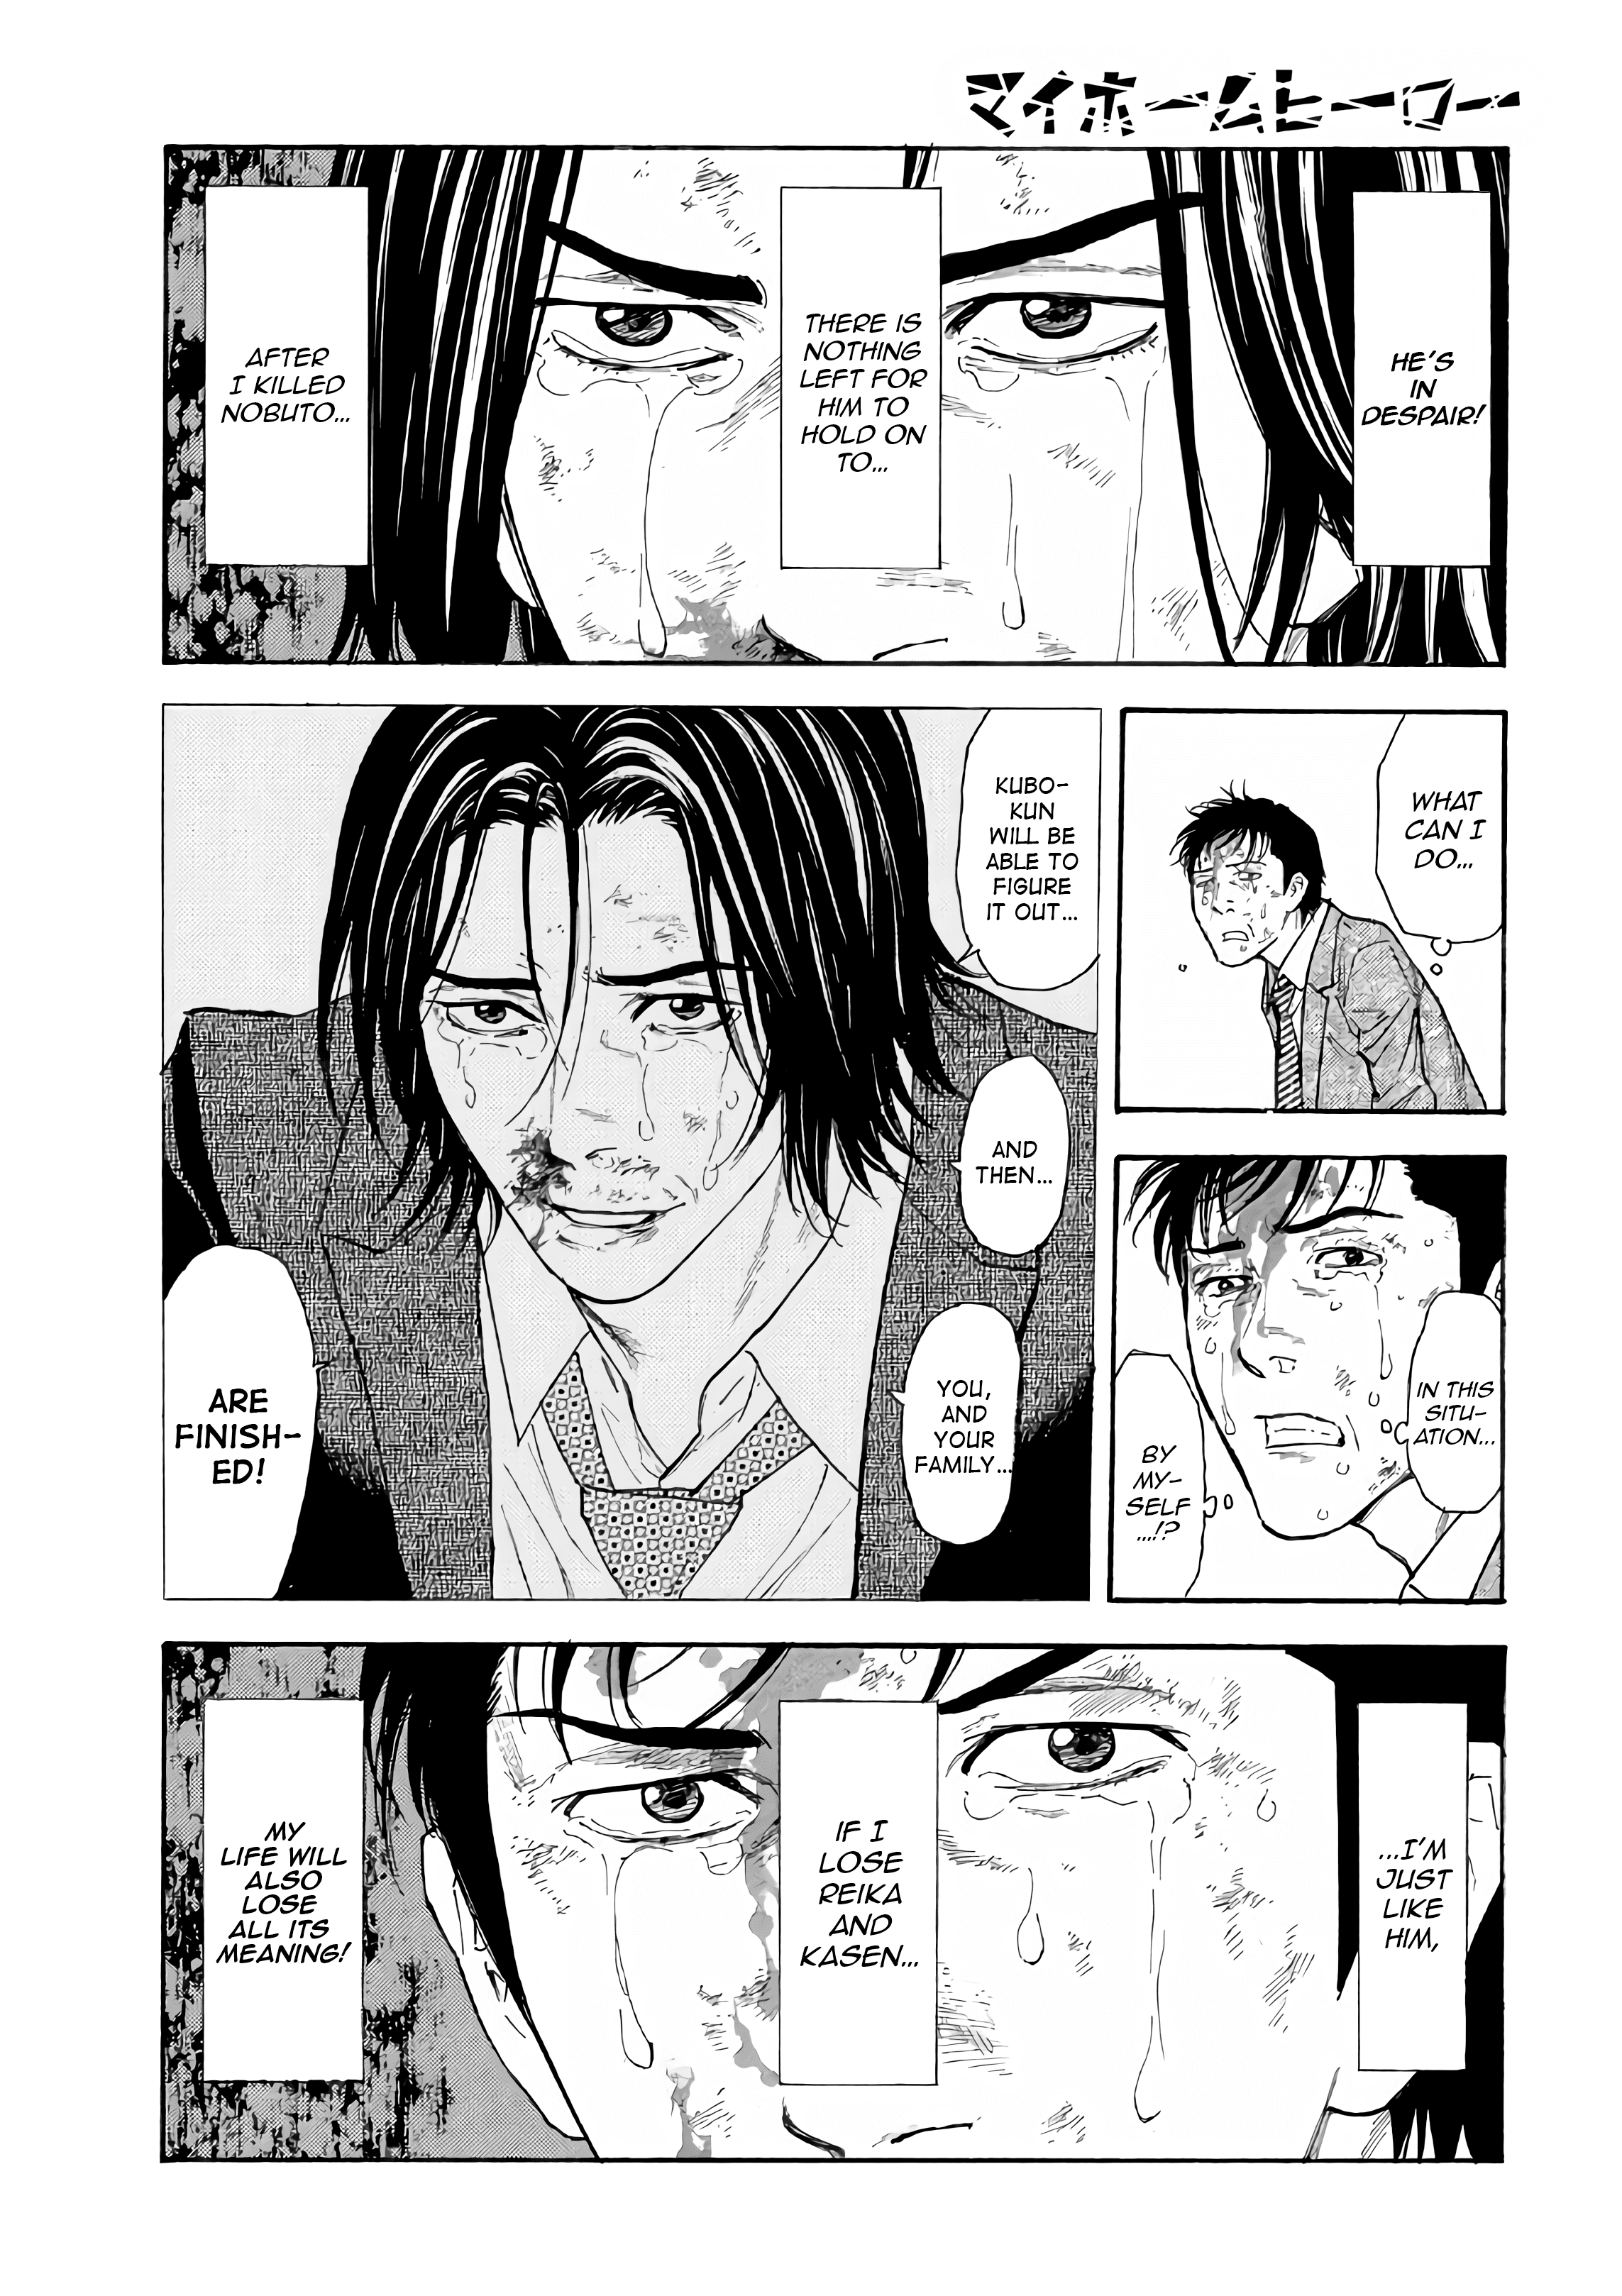 マイホームヒーロー
HE'S
IN
DESPAIR!
THERE IS
NOTHING
LEFT FOR
HIM TO
HOLD ON
TO...
AFTER
I KILLED
NOBUTO...
WHAT
CAN I
DO...
IN THIS
SITU-
ATION...
BY
MY-
SELF
...!?
KUBO-
KUN
WILL BE
ABLE TO
FIGURE
IT OUT...
AND
THEN...
YOU,
AND
YOUR
FAMILY...
ARE
FINISH-
ED!
...I'M
JUST
LIKE
HIM,
IF I
LOSE
REIKA
AND
KASEN...
MY
LIFE WILL
ALSO
LOSE
ALL ITS
MEANING!